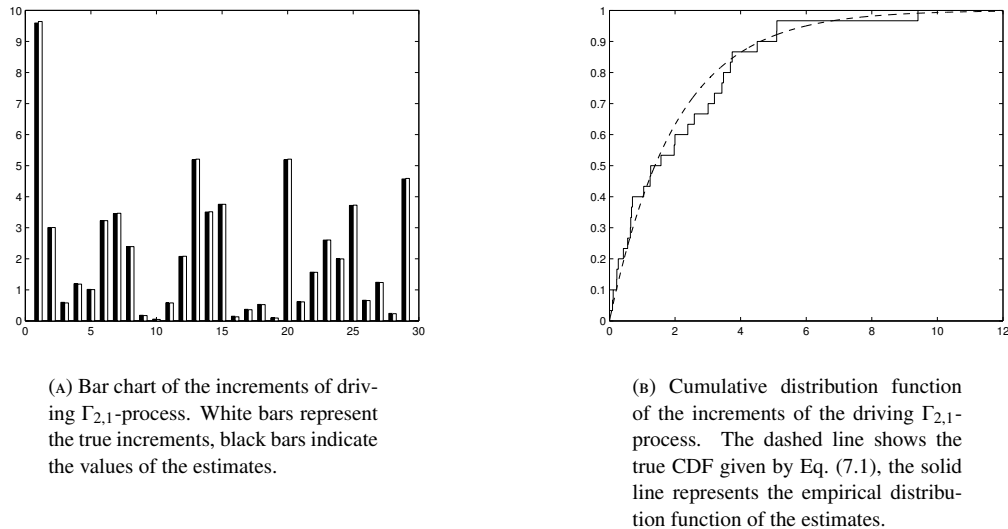 10
9
8
7
6
5
4
3
2
1
0
0 5 10 15 20 25 30
1
0.9
0.8
0.7
0.6
0.5
0.4
0.3
0.2
0.1
0
0 2 4 6 8 10 12
(A) Bar chart of the increments of driv-
ing Γ2,1-process. White bars represent
the true increments, black bars indicate
the values of the estimates.
(B) Cumulative distribution function
of the increments of the driving Γ2,1-
process. The dashed line shows the
true CDF given by Eq. (7.1), the solid
line represents the empirical distribu-
tion function of the estimates.